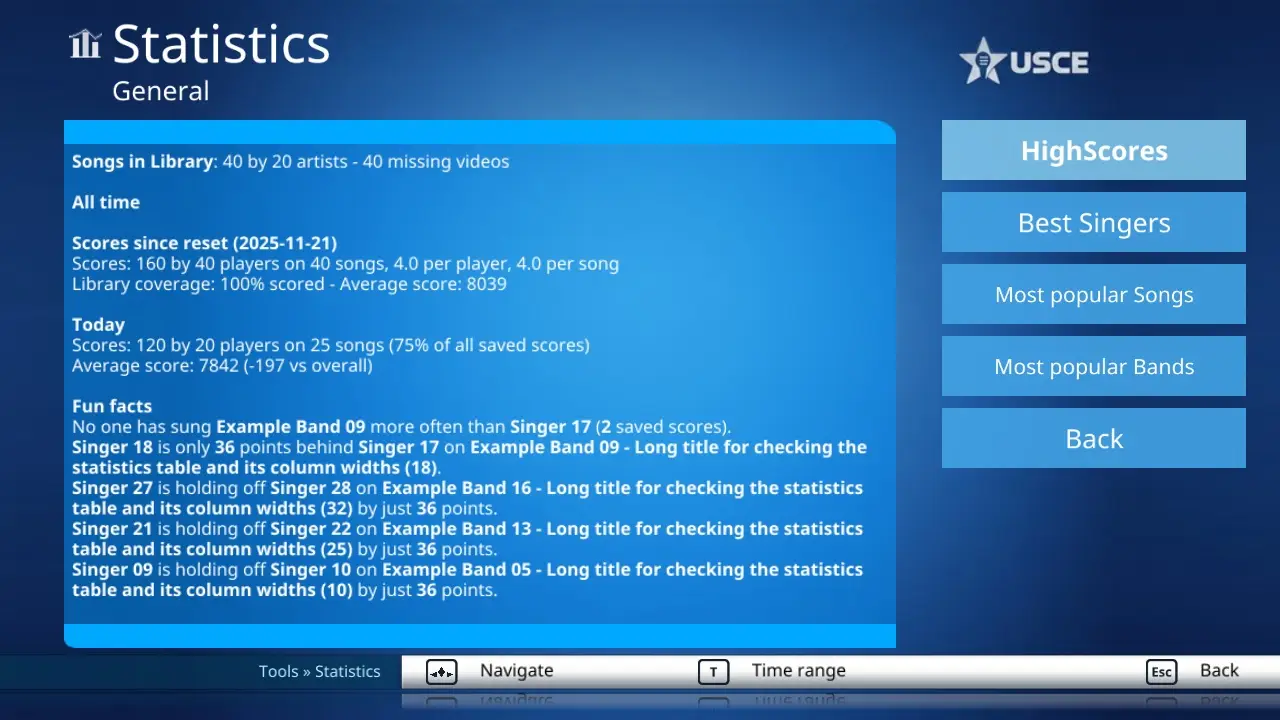 Statistics
General
USCE
Songs in Library: 40 by 20 artists - 40 missing videos
All time
Scores since reset (2025-11-21)
Scores: 160 by 40 players on 40 songs, 4.0 per player, 4.0 per song
Library coverage: 100% scored - Average score: 8039
Today
Scores: 120 by 20 players on 25 songs (75% of all saved scores)
Average score: 7842 (-197 vs overall)
Fun facts
No one has sung Example Band 09 more often than Singer 17 (2 saved scores).
Singer 18 is only 36 points behind Singer 17 on Example Band 09 - Long title for checking the
statistics table and its column widths (18).
Singer 27 is holding off Singer 28 on Example Band 16 - Long title for checking the statistics
table and its column widths (32) by just 36 points.
Singer 21 is holding off Singer 22 on Example Band 13 - Long title for checking the statistics
table and its column widths (25) by just 36 points.
Singer 09 is holding off Singer 10 on Example Band 05 - Long title for checking the statistics
table and its column widths (10) by just 36 points.
HighScores
Best Singers
Most popular Songs
Most popular Bands
Back
Tools » Statistics
Navigate
T Time range
Esc Back